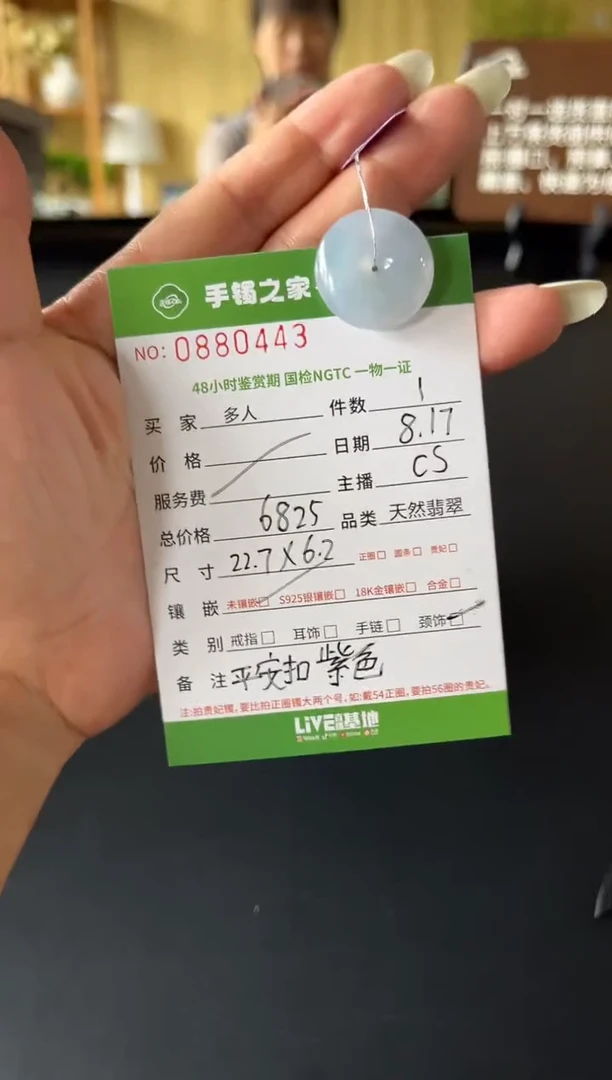 手镯之家
NO: 0880443
48小时鉴赏期 国检NGTC 一物一证
买 家 多人 件数 1
价 格 日期 8.17
服务费 主播 CS
总价格 6825 品类 天然翡翠
尺 寸 22.7X6.2 正圈□ 圆条□ 贵妃□
镶 嵌 未镶嵌□ S925银镶嵌□ 18K金镶嵌□ 合金□
类 别 戒指□ 耳饰□ 手链□ 颈饰□
备 注 平安扣 紫色
注:拍贵妃镯,要比拍正圈镯大两个号,如:戴54正圈,要拍56圈的贵妃。
LiVE基地